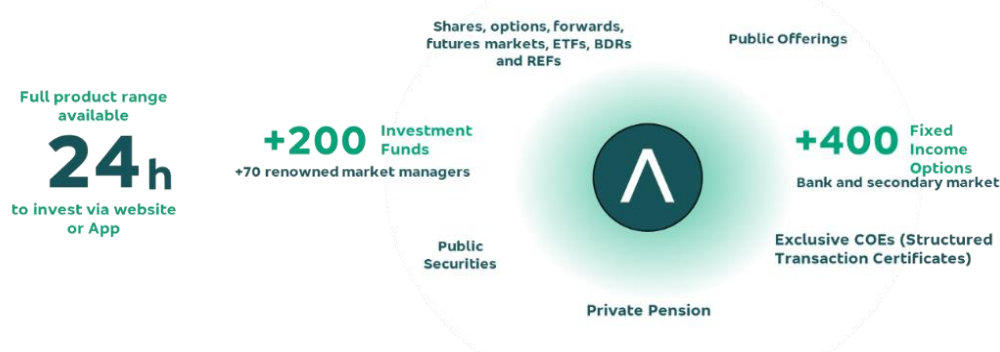 Full product range
available
24h
to invest via website
or App
Shares, options, forwards,
futures markets, ETFs, BDRs
and REFs
Public Offerings
+200 Investment
Funds
+70 renowned market managers
+400 Fixed
Income
Options
Bank and secondary market
Public
Securities
Exclusive COEs (Structured
Transaction Certificates)
Private Pension